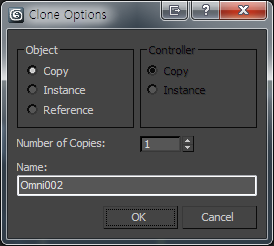 Clone Options
Object
Controller
Copy
Copy
Instance
Instance
Reference
Number of Copies:
1
Name:
Omni002
OK
Cancel